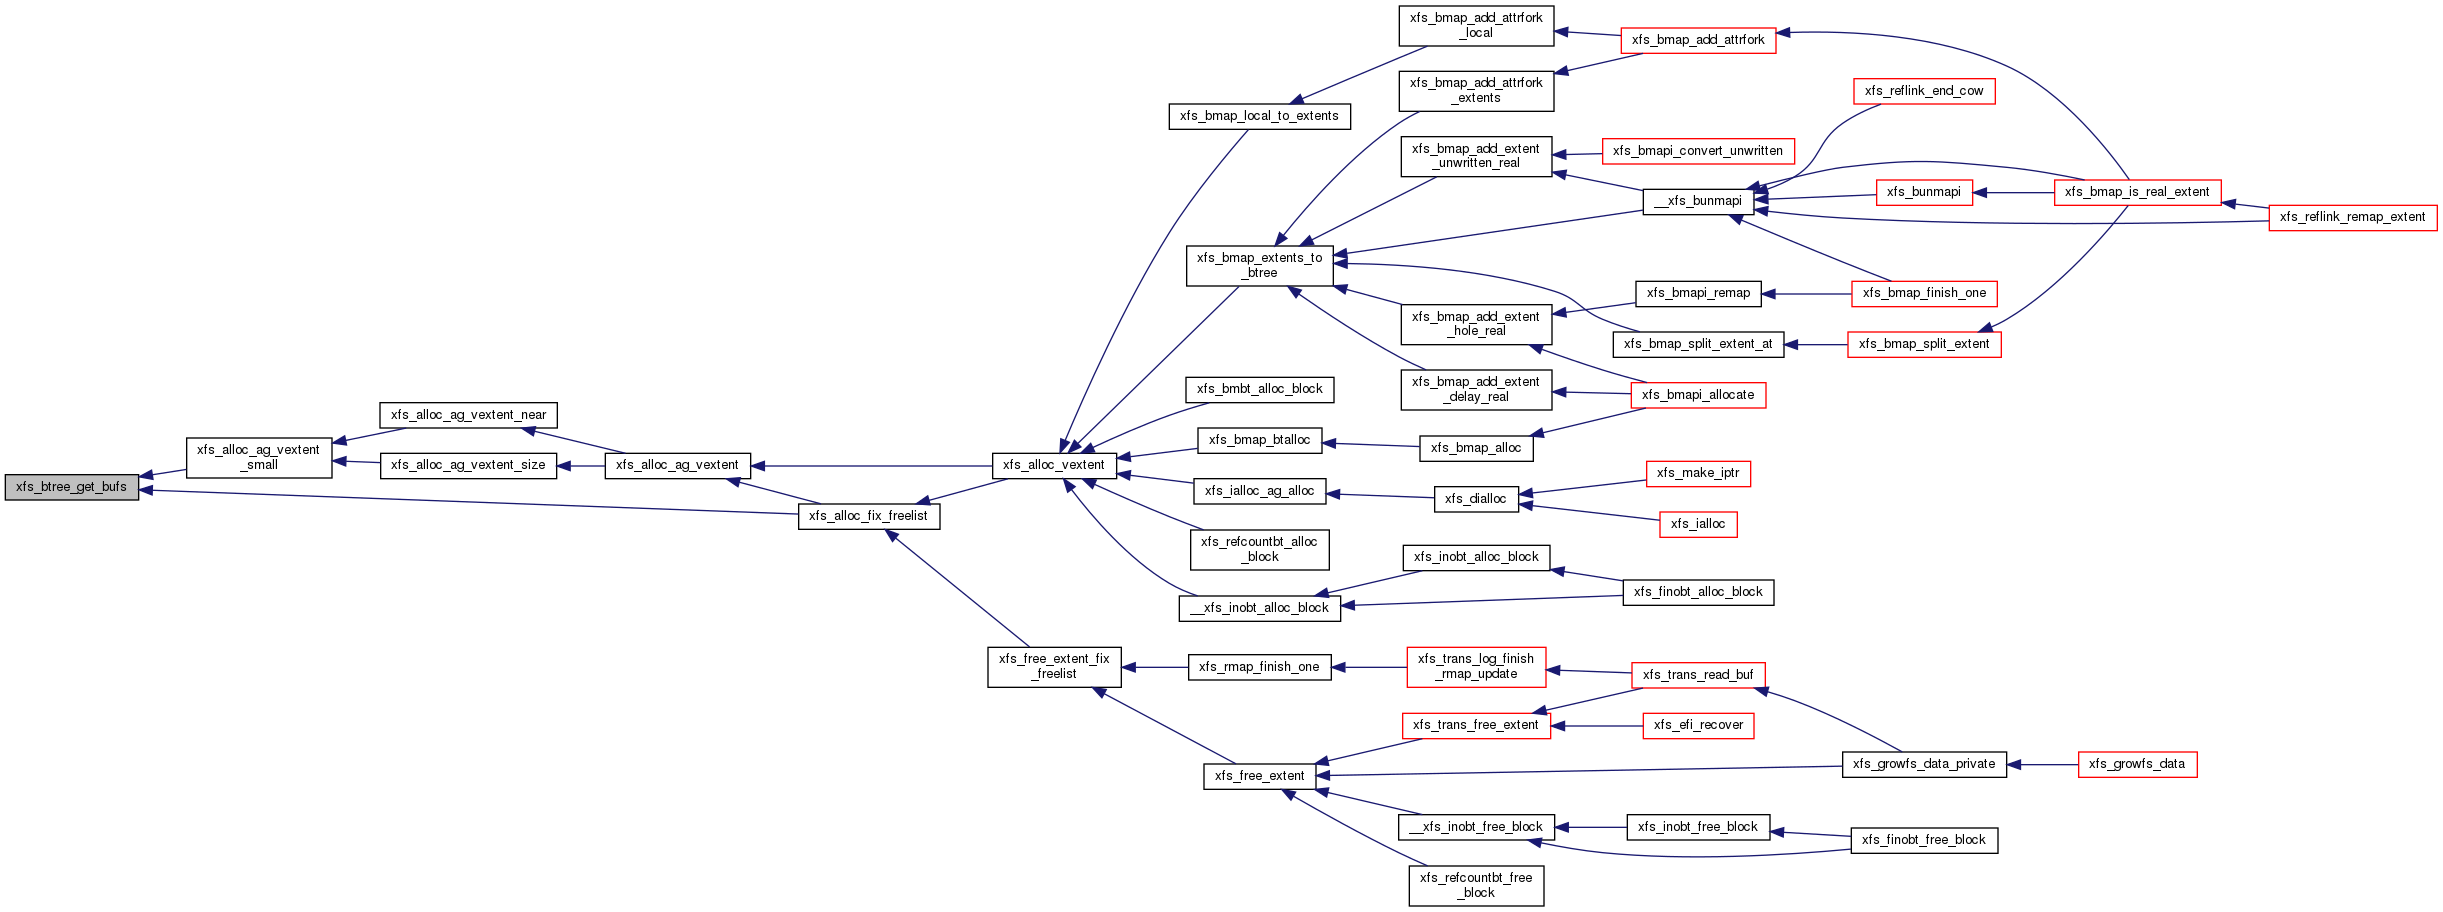 xfs_btree_get_bufs
xfs_alloc_ag_vextent
_small
xfs_alloc_ag_vextent_near
xfs_alloc_ag_vextent_size
xfs_alloc_ag_vextent
xfs_alloc_fix_freelist
xfs_alloc_vextent
xfs_free_extent_fix
_freelist
xfs_bmap_local_to_extents
xfs_bmap_extents_to
_btree
xfs_bmbt_alloc_block
xfs_bmap_btalloc
xfs_ialloc_ag_alloc
xfs_refcountbt_alloc
_block
__xfs_inobt_alloc_block
xfs_rmap_finish_one
xfs_free_extent
xfs_bmap_add_attrfork
_local
xfs_bmap_add_attrfork
_extents
xfs_bmap_add_extent
_unwritten_real
xfs_bmap_add_extent
_hole_real
xfs_bmap_add_extent
_delay_real
xfs_bmap_alloc
xfs_dialloc
xfs_inobt_alloc_block
xfs_trans_log_finish
_rmap_update
xfs_trans_free_extent
__xfs_inobt_free_block
xfs_refcountbt_free
_block
xfs_bmap_add_attrfork
xfs_bmapi_convert_unwritten
__xfs_bunmapi
xfs_bmapi_remap
xfs_bmap_split_extent_at
xfs_bmapi_allocate
xfs_make_iptr
xfs_ialloc
xfs_finobt_alloc_block
xfs_trans_read_buf
xfs_efi_recover
xfs_inobt_free_block
xfs_reflink_end_cow
xfs_bunmapi
xfs_bmap_finish_one
xfs_bmap_split_extent
xfs_growfs_data_private
xfs_finobt_free_block
xfs_bmap_is_real_extent
xfs_growfs_data
xfs_reflink_remap_extent